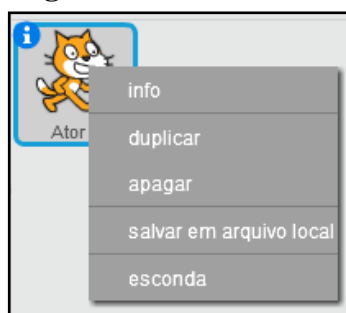 i
Ator
info
duplicar
apagar
salvar em arquivo local
esconda